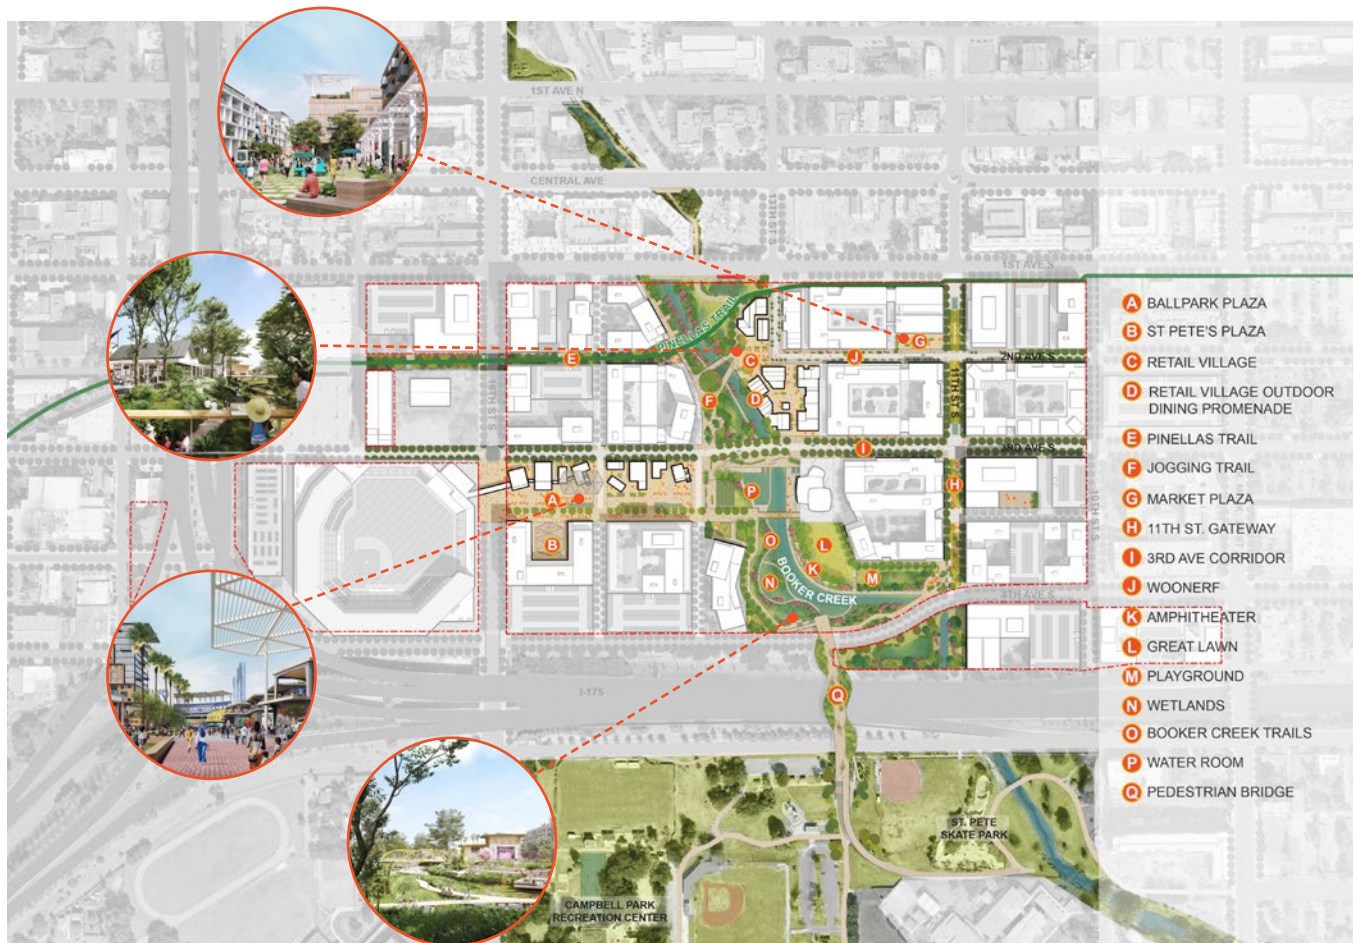 1ST AVE N
CENTRAL AVE
13TH ST S
1ST AVE S
PINELLAS TRAIL
G
E
C
J
2ND AVE S
16TH ST S
F
D
11TH ST S
I
3RD AVE S
A
P
H
10TH ST S
B
O
L
K
M
N
BOOKER CREEK
4TH AVE S
I-175
Q
ST. PETE
SKATE PARK
CAMPBELL PARK
RECREATION CENTER
A BALLPARK PLAZA
B ST PETE'S PLAZA
C RETAIL VILLAGE
D RETAIL VILLAGE OUTDOOR
DINING PROMENADE
E PINELLAS TRAIL
F JOGGING TRAIL
G MARKET PLAZA
H 11TH ST. GATEWAY
I 3RD AVE CORRIDOR
J WOONERF
K AMPHITHEATER
L GREAT LAWN
M PLAYGROUND
N WETLANDS
O BOOKER CREEK TRAILS
P WATER ROOM
Q PEDESTRIAN BRIDGE